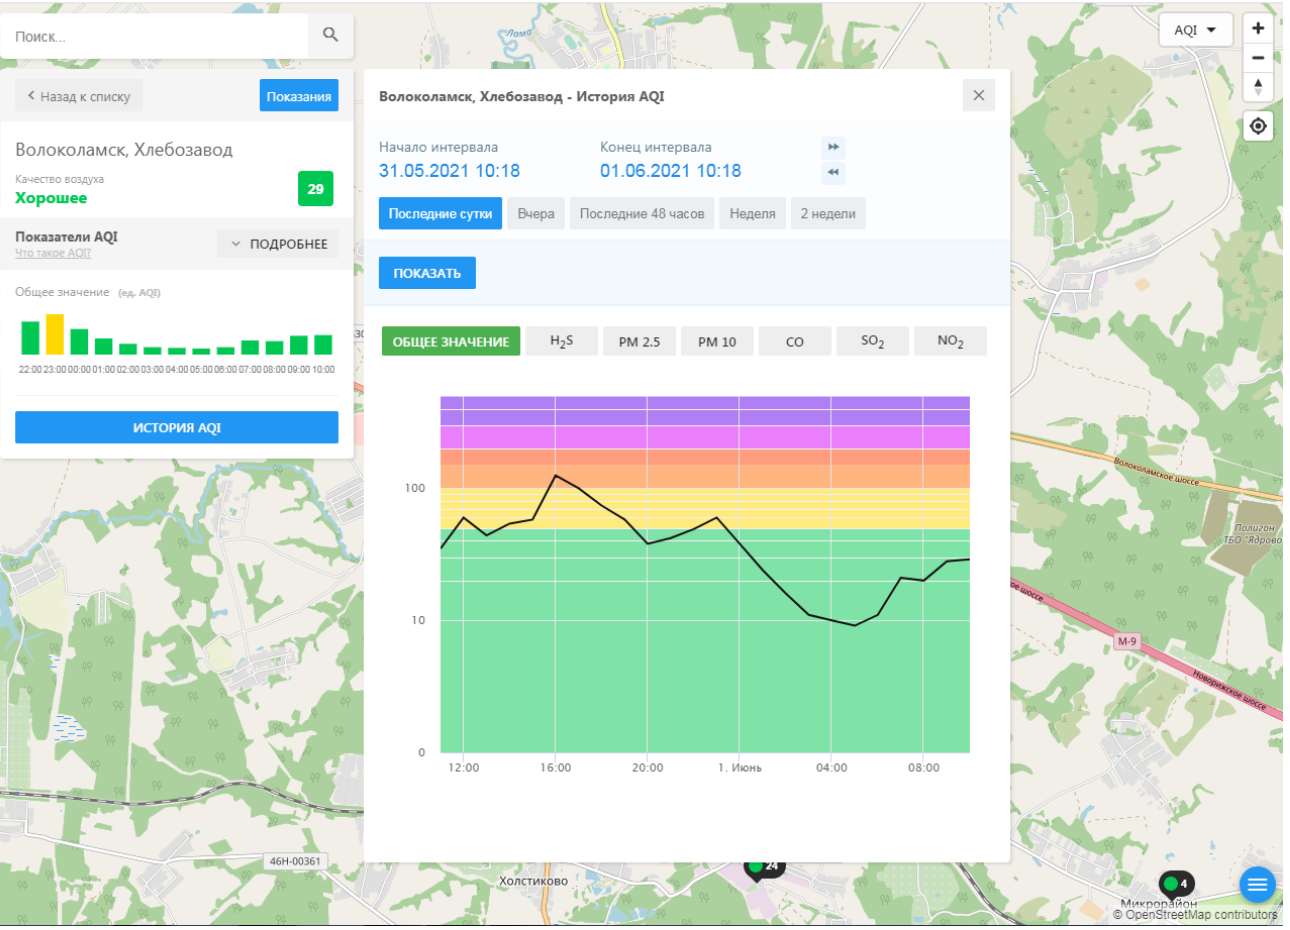 Поиск...
Назад к списку
Показания
Волоколамск, Хлебозавод
Качество воздуха
Хорошее
29
Показатели AQI
Что такое AQI?
ПОДРОБНЕЕ
Общее значение (ед. AQI)
22:00 23:00 00:00 01:00 02:00 03:00 04:00 05:00 06:00 07:00 08:00 09:00 10:00
ИСТОРИЯ AQI
Волоколамск, Хлебозавод - История AQI
Начало интервала
31.05.2021 10:18
Конец интервала
01.06.2021 10:18
Последние сутки
Вчера
Последние 48 часов
Неделя
2 недели
ПОКАЗАТЬ
ОБЩЕЕ ЗНАЧЕНИЕ
H2S
PM 2.5
PM 10
CO
SO2
NO2
100
10
0
12:00
16:00
20:00
1. Июнь
04:00
08:00
AQI
Лама
Волоколамское шоссе
Полигон
ТБО "Ядрово
М-9
Новорижское шоссе
46Н-00361
Холстиково
24
4
Микрорайон
© OpenStreetMap contributors